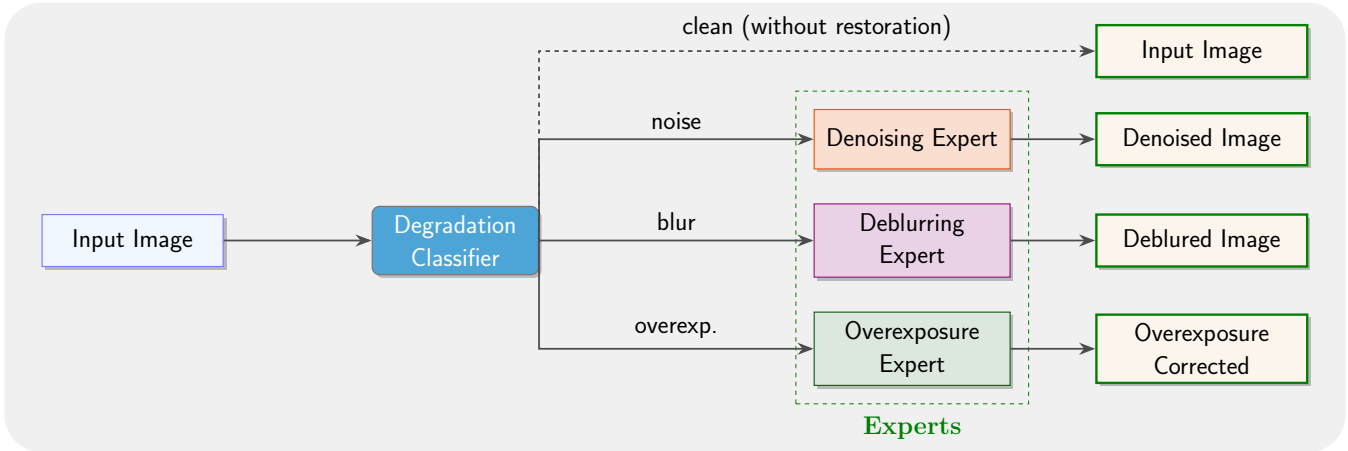 clean (without restoration)
Input Image
noise
Denoising Expert
Denoised Image
Input Image
Degradation
Classifier
blur
Deblurring
Expert
Deblured Image
overexp.
Overexposure
Expert
Overexposure
Corrected
Experts